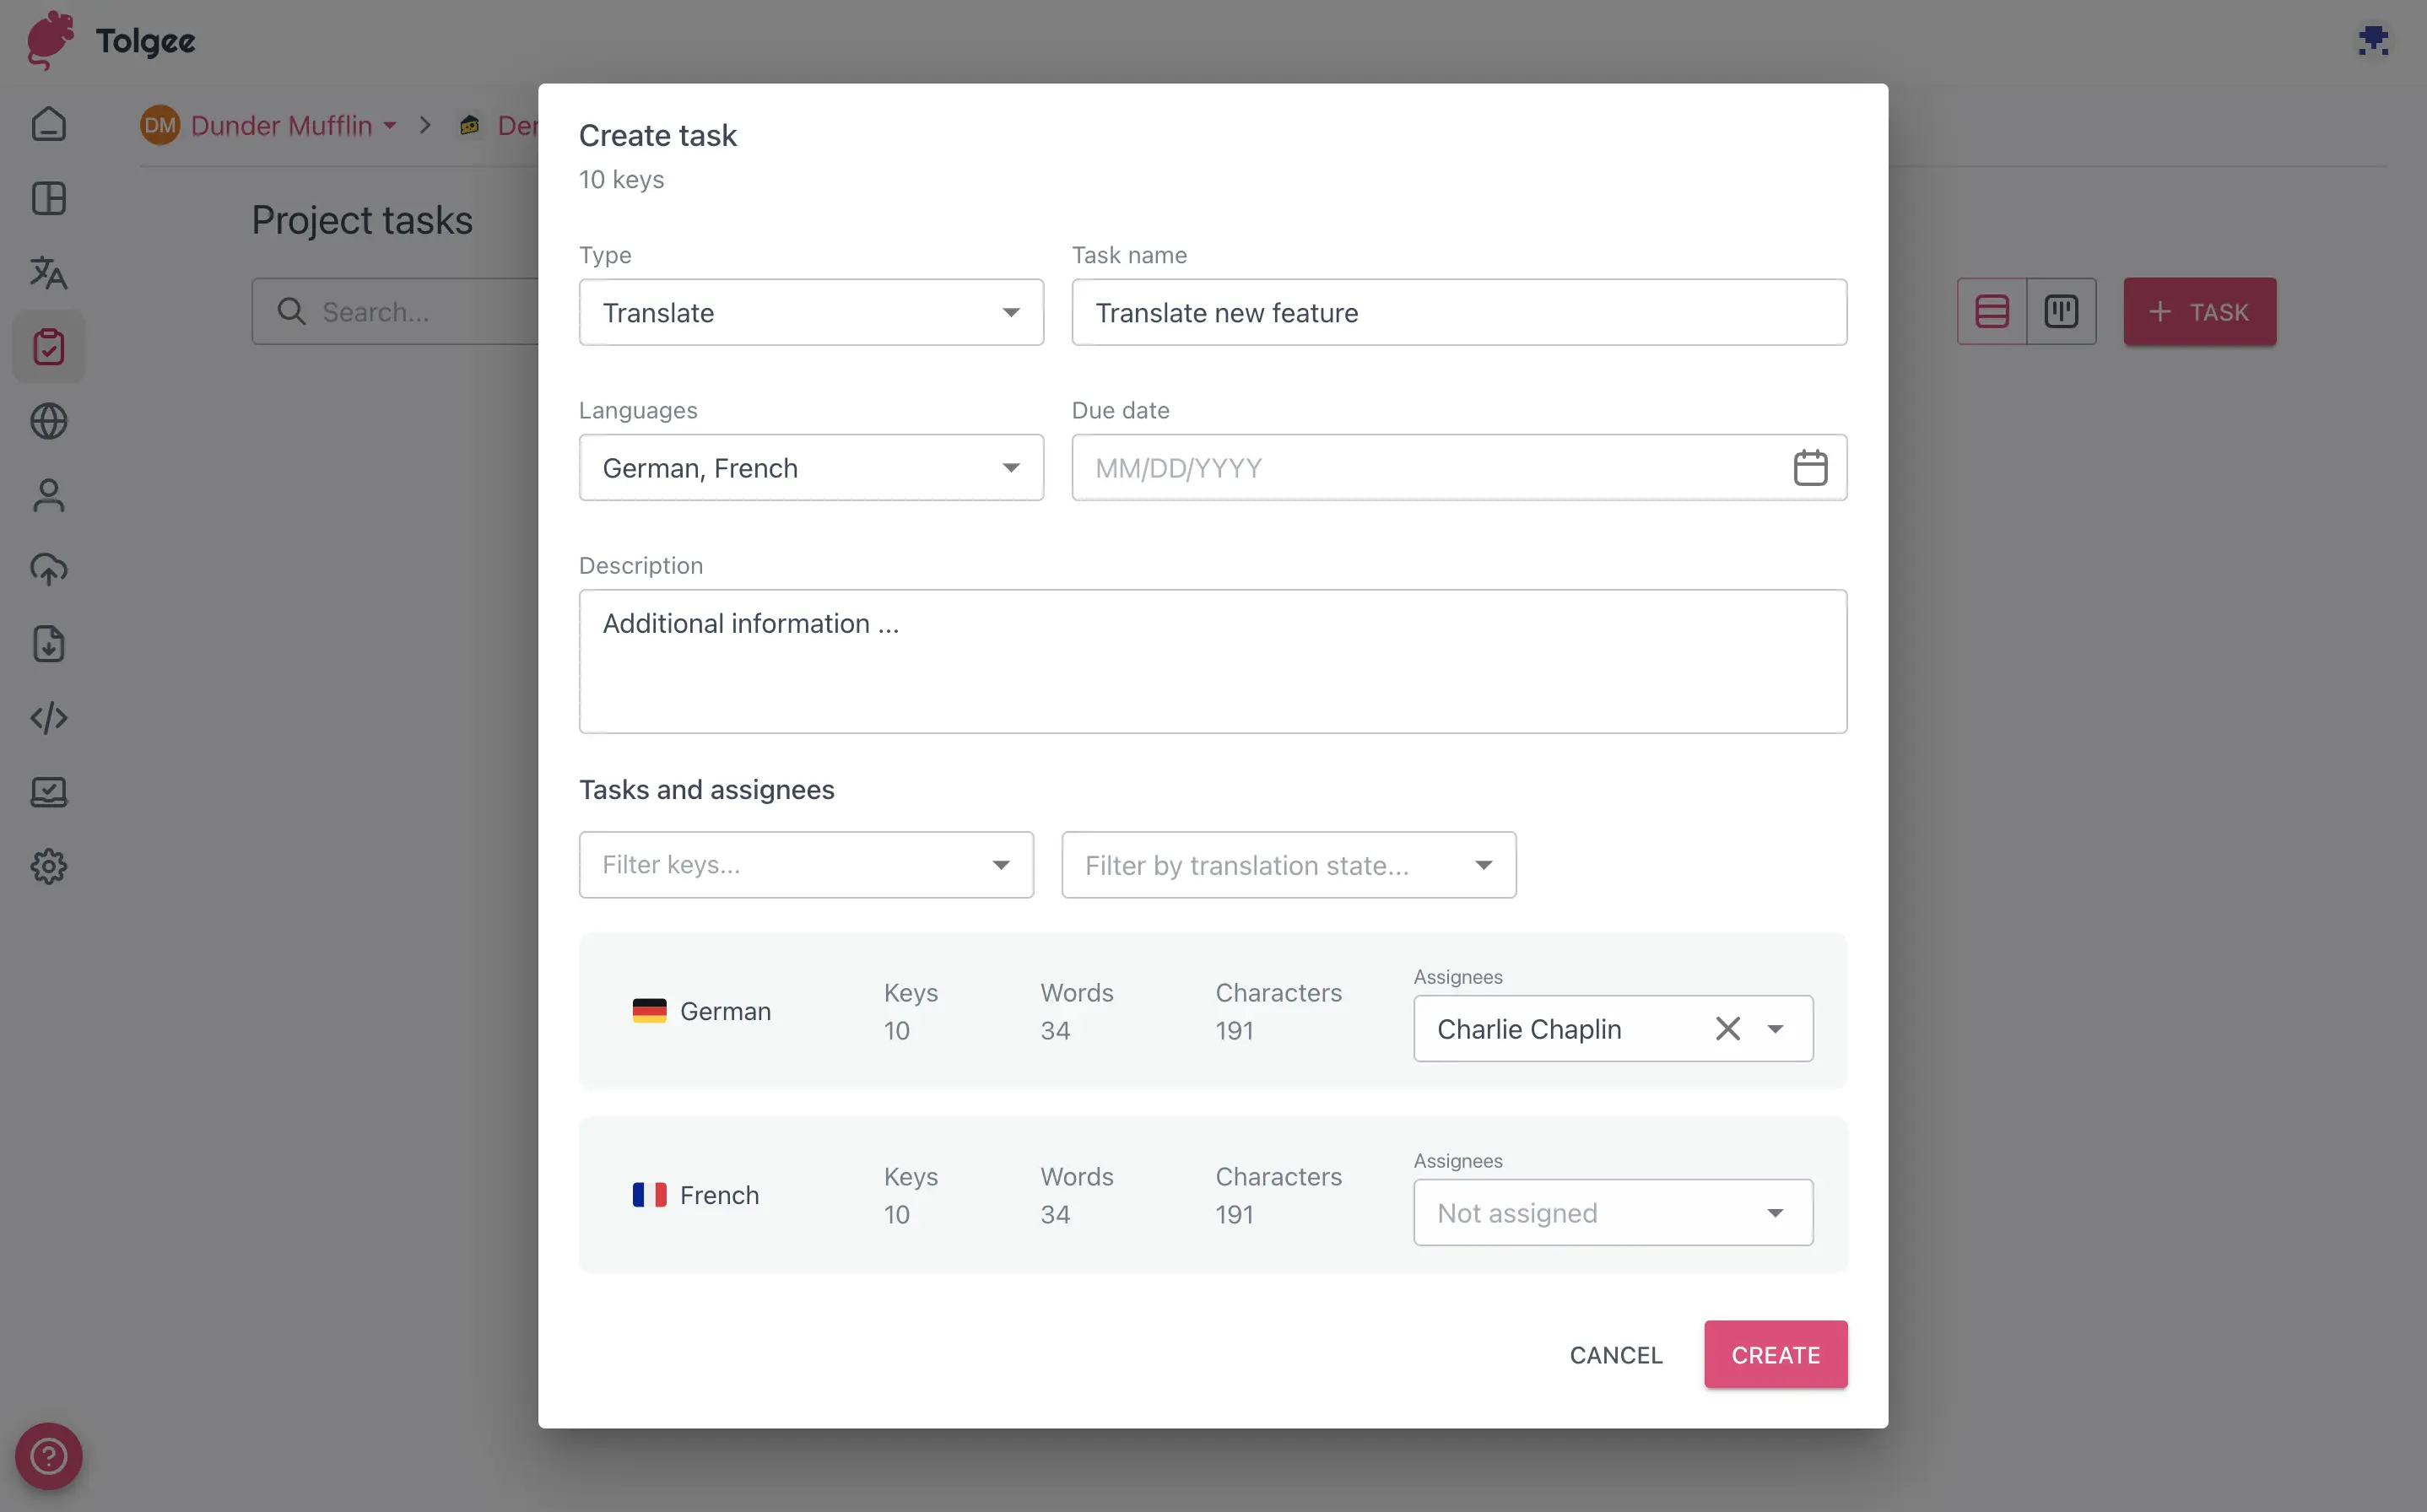 Tolgee
DM Dunder Mufflin
Create task
10 keys
Project tasks
Type
Task name
Search...
Translate
Translate new feature
TASK
Languages
Due date
German, French
MM/DD/YYYY
Description
Additional information ...
Tasks and assignees
Filter keys...
Filter by translation state...
German
Keys
10
Words
34
Characters
191
Assignees
Charlie Chaplin
French
Keys
10
Words
34
Characters
191
Assignees
Not assigned
CANCEL
CREATE